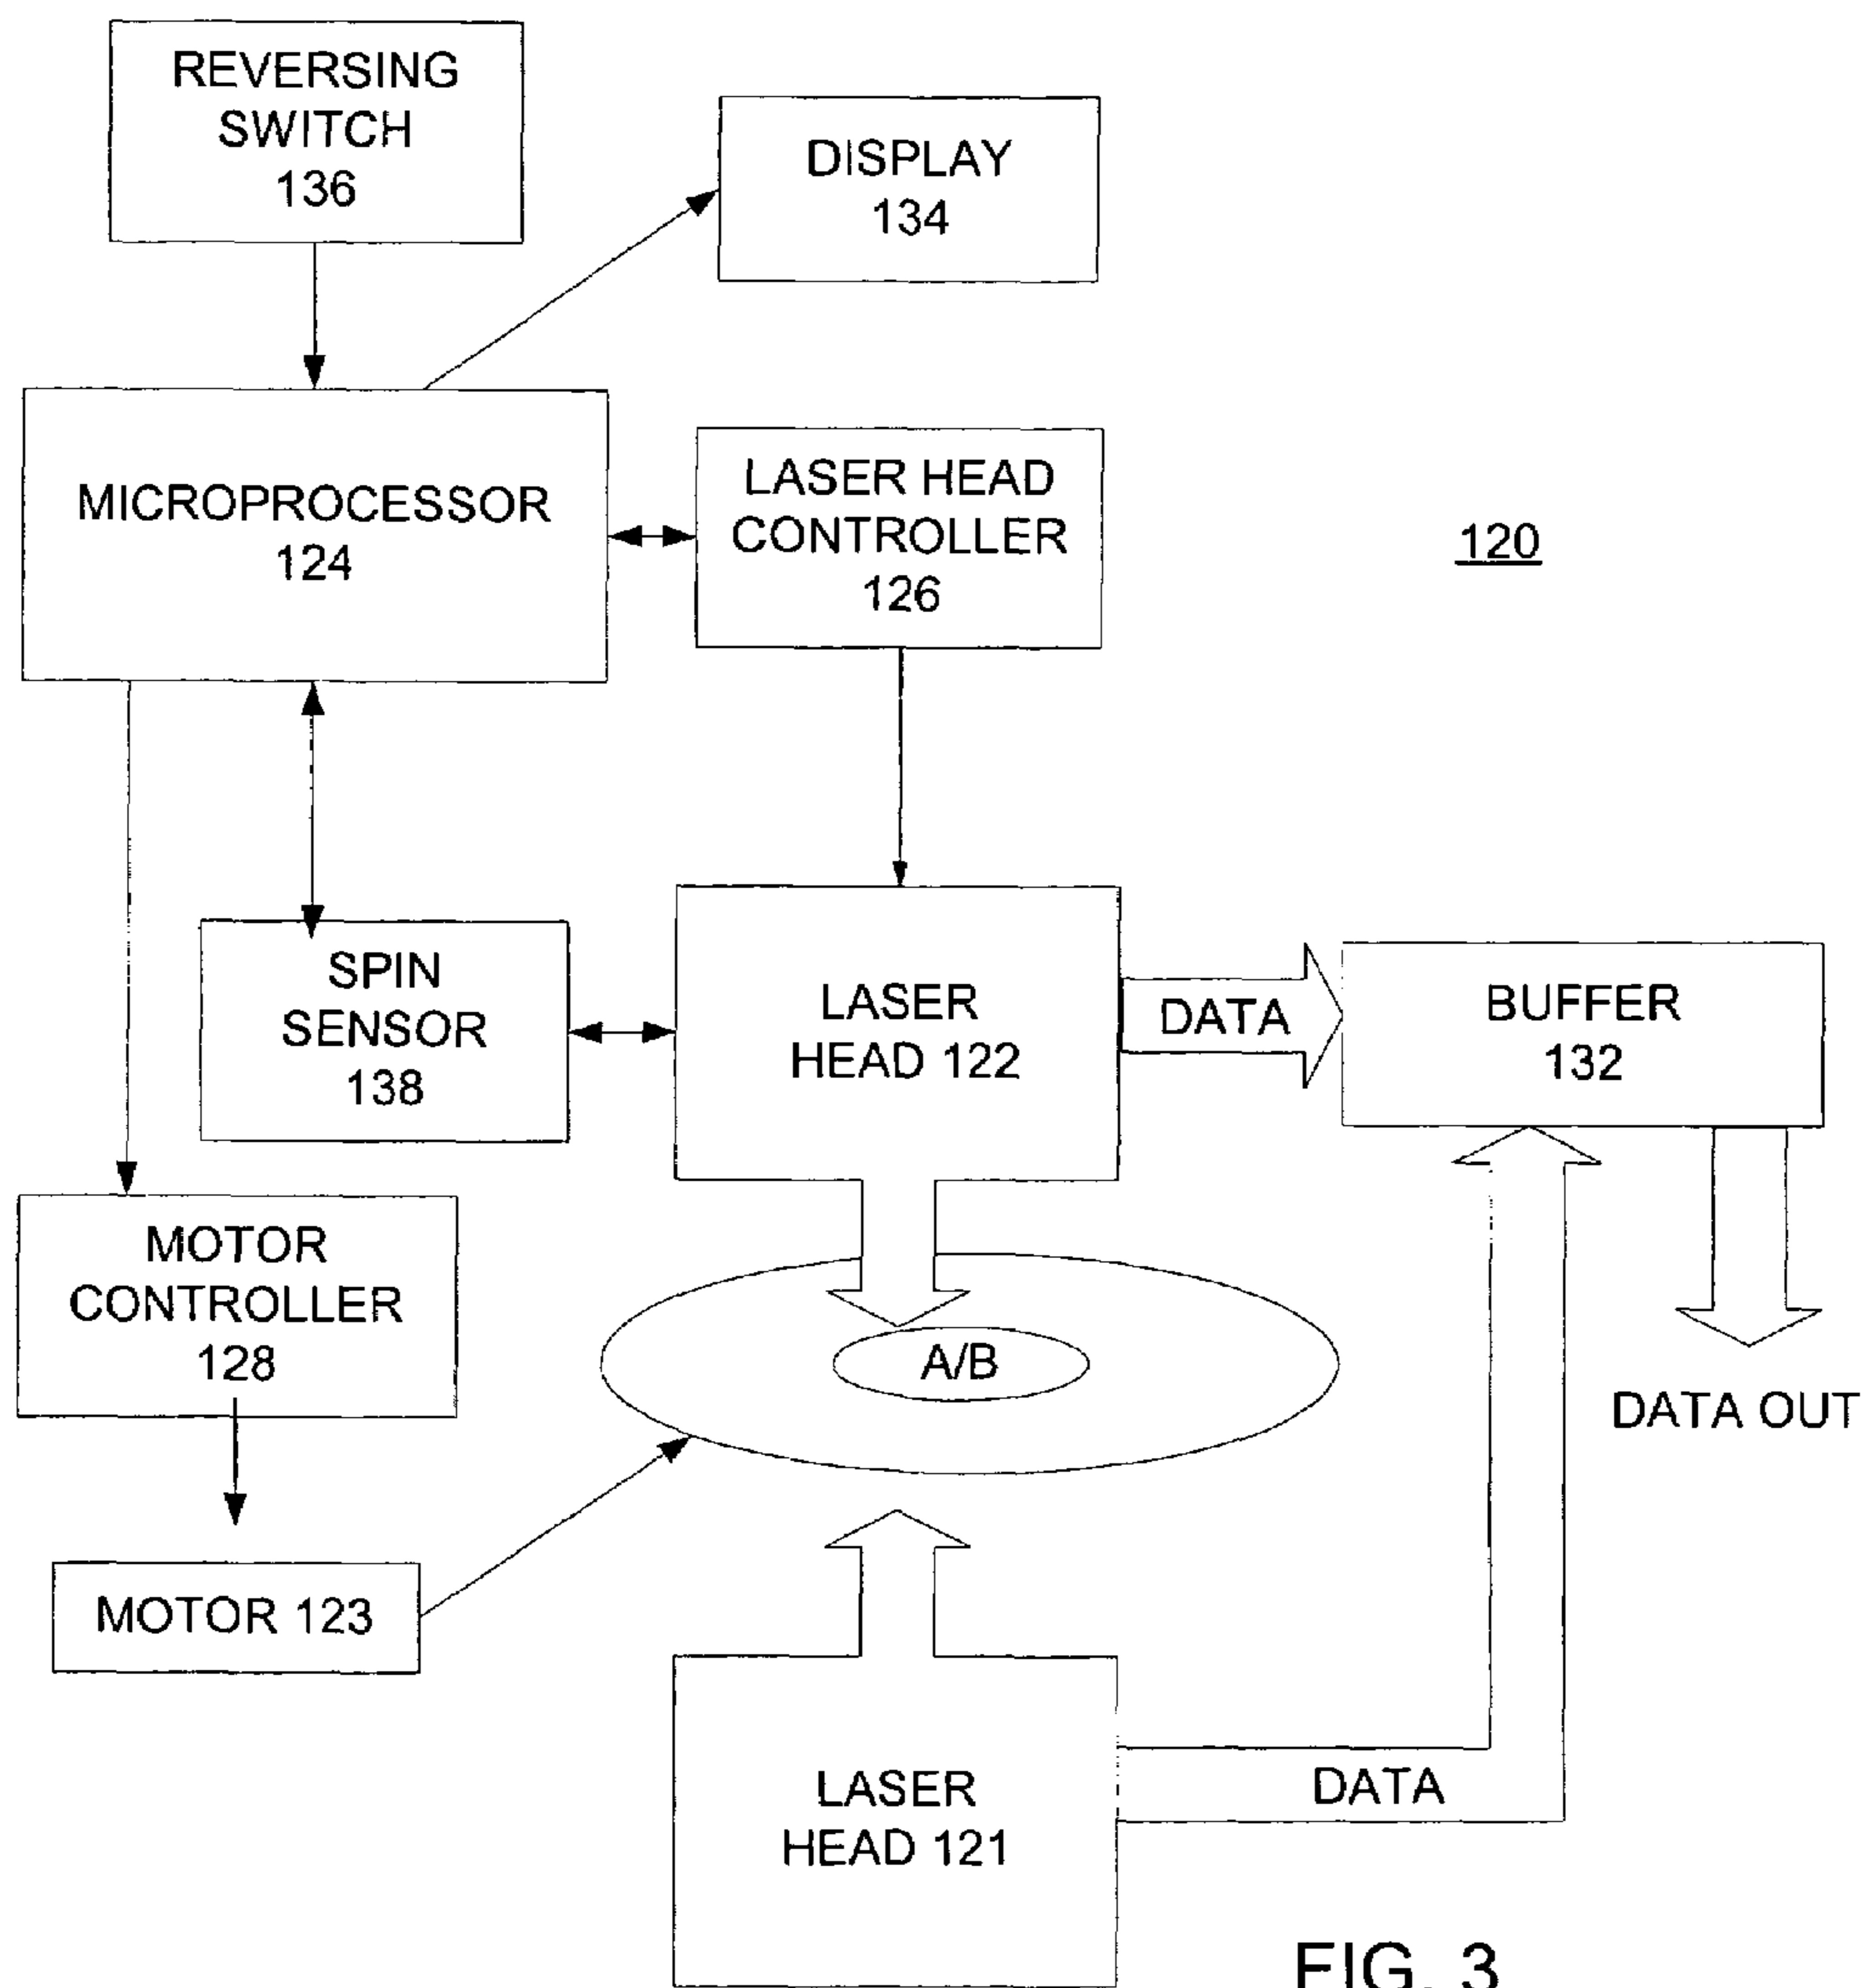 REVERSING
SWITCH
136
DISPLAY
134
MICROPROCESSOR
124
LASER HEAD
CONTROLLER
126
120
SPIN
SENSOR
138
LASER
HEAD 122
DATA
BUFFER
132
MOTOR
CONTROLLER
128
A/B
DATA OUT
MOTOR 123
LASER
HEAD 121
DATA
FIG. 3